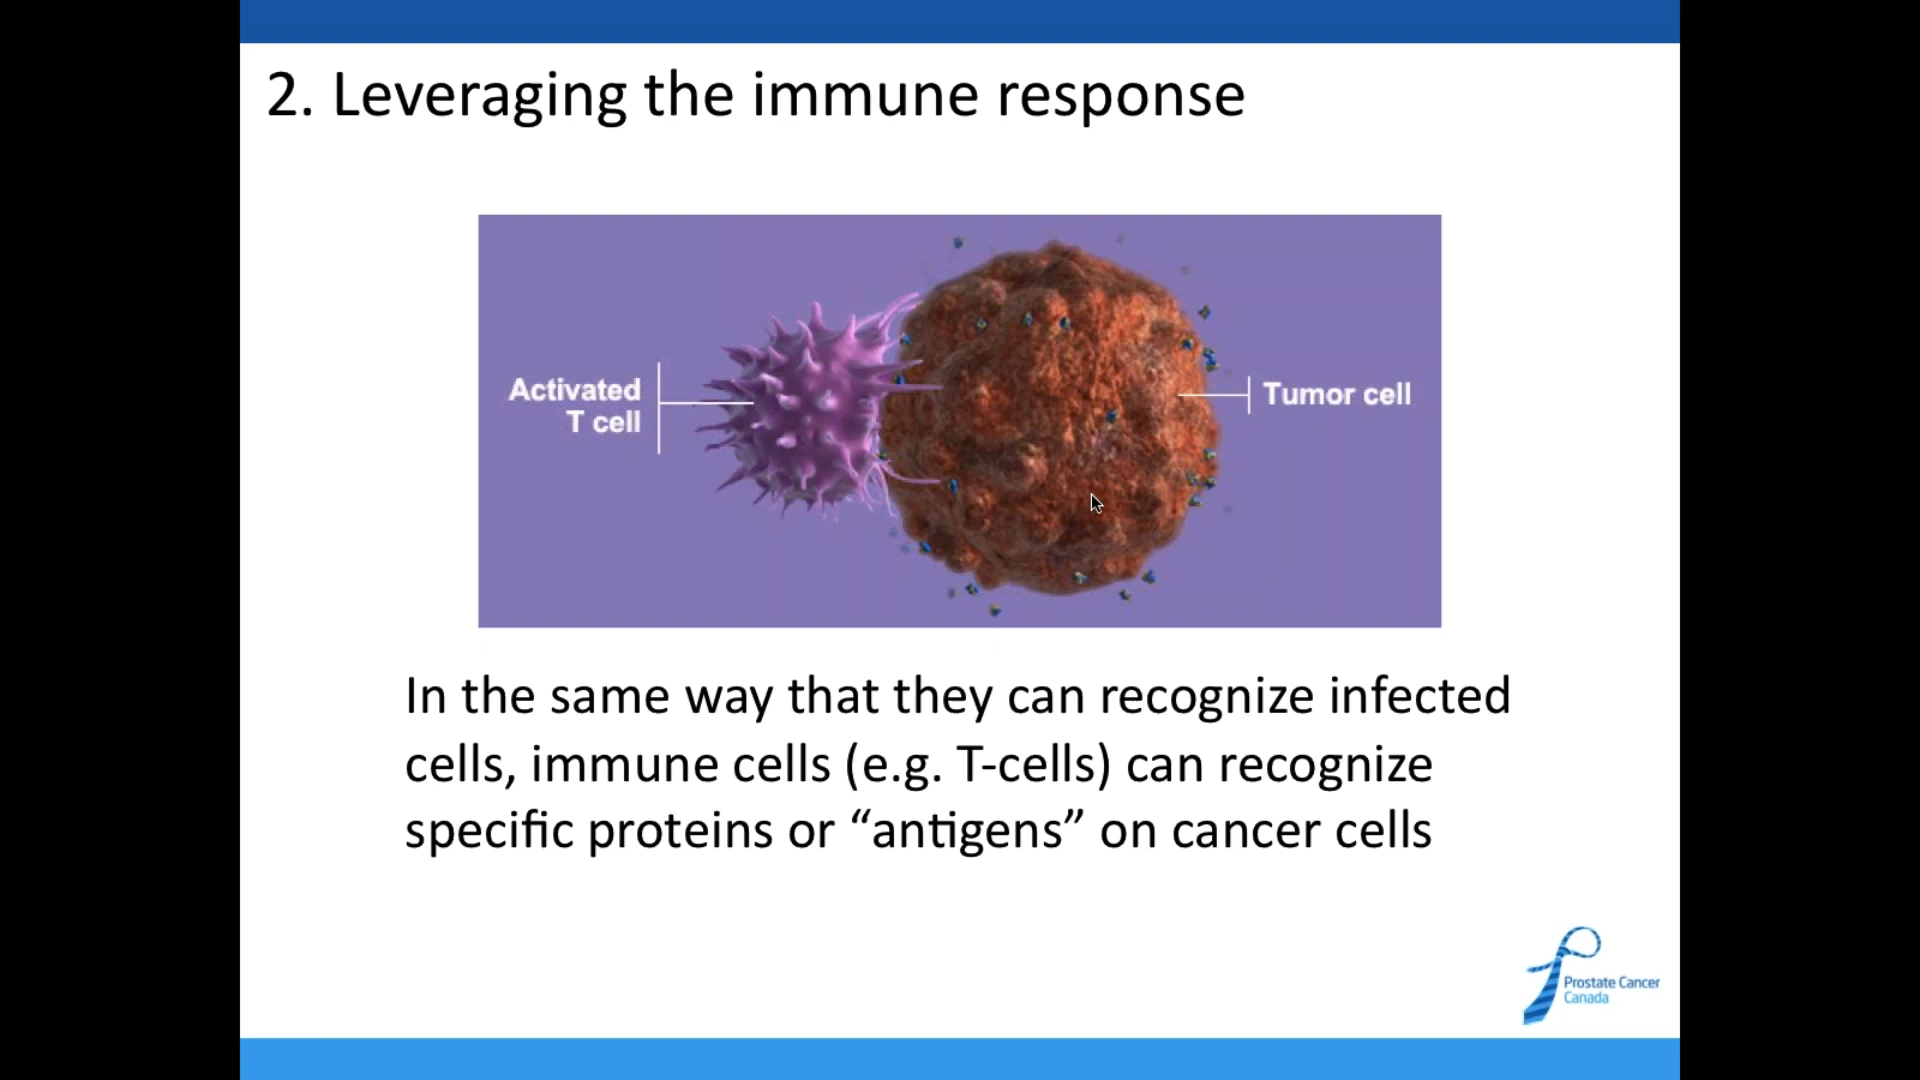 2. Leveraging the immune response
Activated
T cell
Tumor cell
In the same way that they can recognize infected
cells, immune cells (e.g. T-cells) can recognize
specific proteins or “antigens” on cancer cells
Prostate Cancer
Canada